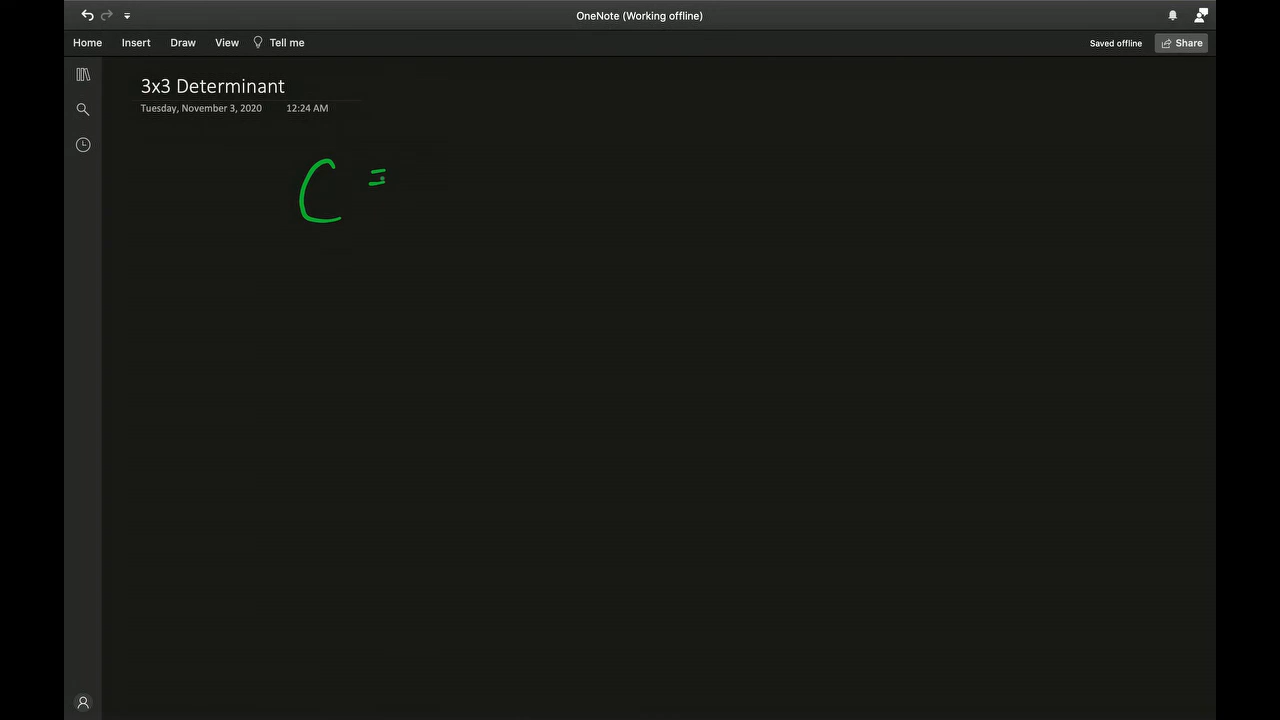 OneNote (Working offline)
Home Insert Draw View Tell me Saved offline Share
3x3 Determinant
Tuesday, November 3, 2020 12:24 AM
C =